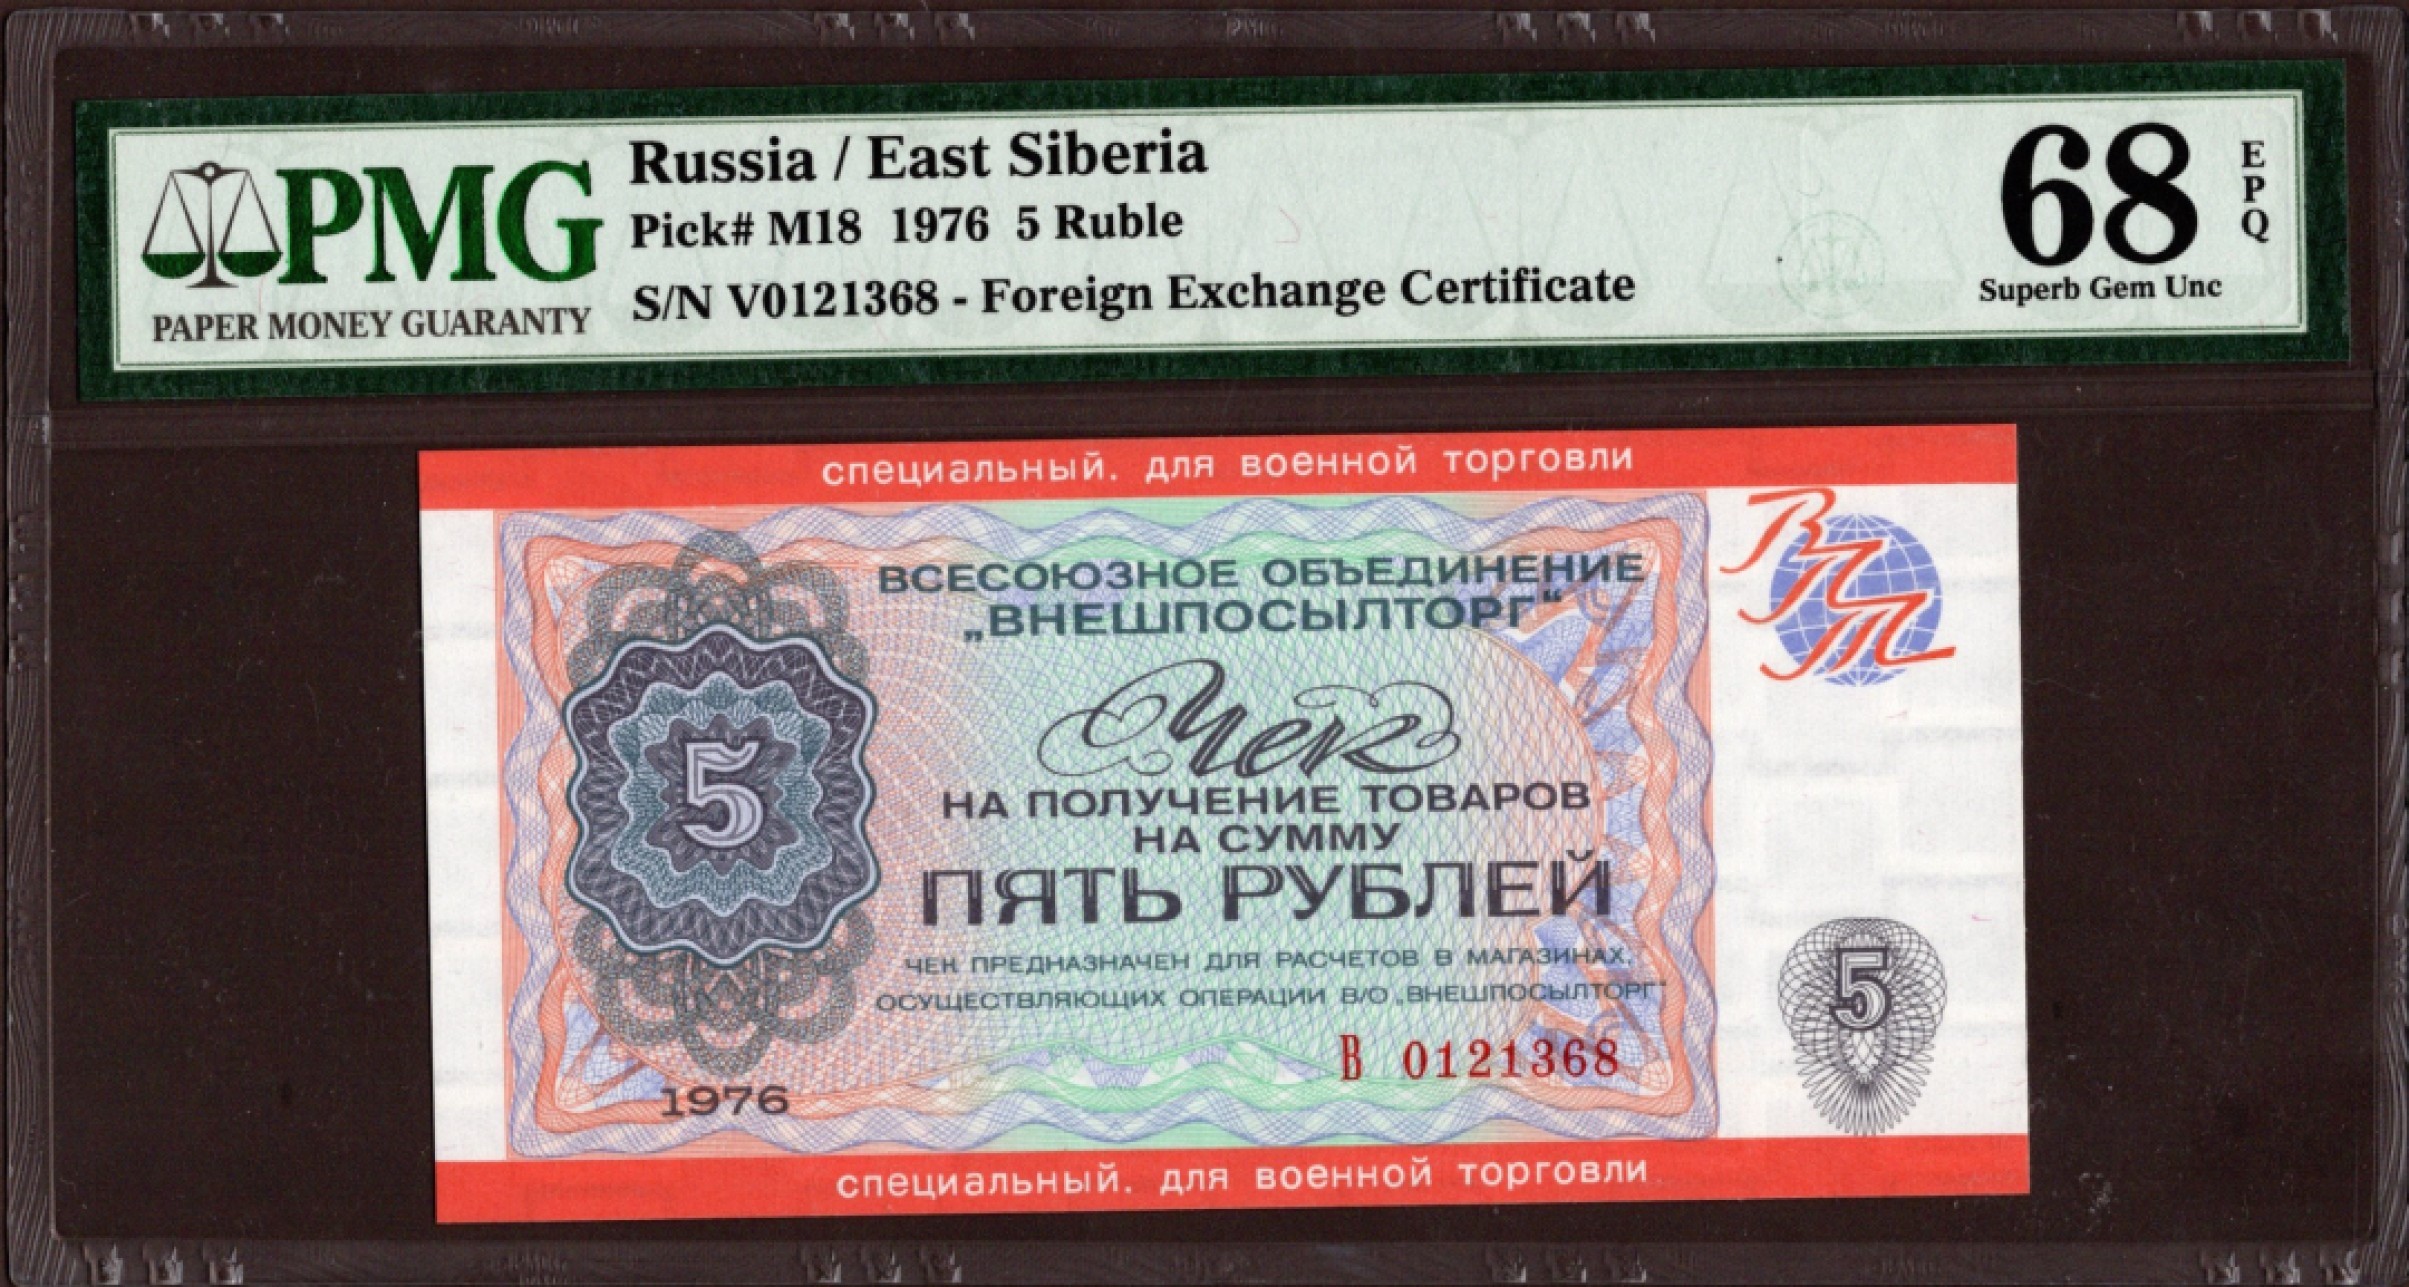 PMG
PAPER MONEY GUARANTY
Russia / East Siberia
Pick# M18 1976 5 Ruble
S/N V0121368 - Foreign Exchange Certificate
68
EPQ
Superb Gem Unc
специальный. для военной торговли
ВПТ
ВСЕСОЮЗНОЕ ОБЪЕДИНЕНИЕ
„ВНЕШПОСЫЛТОРГ“
Чек
НА ПОЛУЧЕНИЕ ТОВАРОВ
НА СУММУ
ПЯТЬ РУБЛЕЙ
ЧЕК ПРЕДНАЗНАЧЕН ДЛЯ РАСЧЕТОВ В МАГАЗИНАХ,
ОСУЩЕСТВЛЯЮЩИХ ОПЕРАЦИИ В/О „ВНЕШПОСЫЛТОРГ“
5
5
В 0121368
1976
специальный. для военной торговли